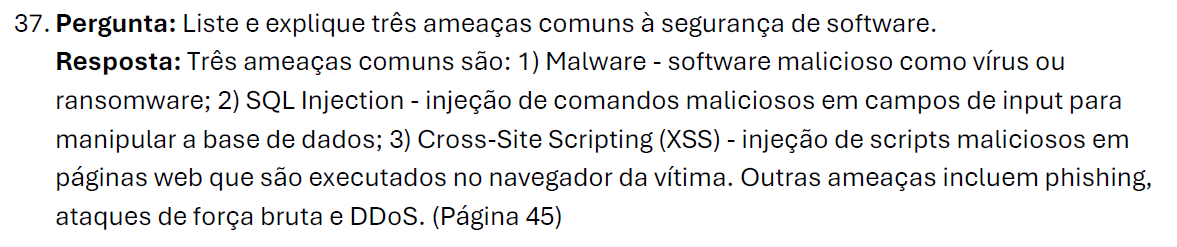 37. Pergunta: Liste e explique três ameaças comuns à segurança de software.
Resposta: Três ameaças comuns são: 1) Malware - software malicioso como vírus ou
ransomware; 2) SQL Injection - injeção de comandos maliciosos em campos de input para
manipular a base de dados; 3) Cross-Site Scripting (XSS) - injeção de scripts maliciosos em
páginas web que são executados no navegador da vítima. Outras ameaças incluem phishing,
ataques de força bruta e DDoS. (Página 45)